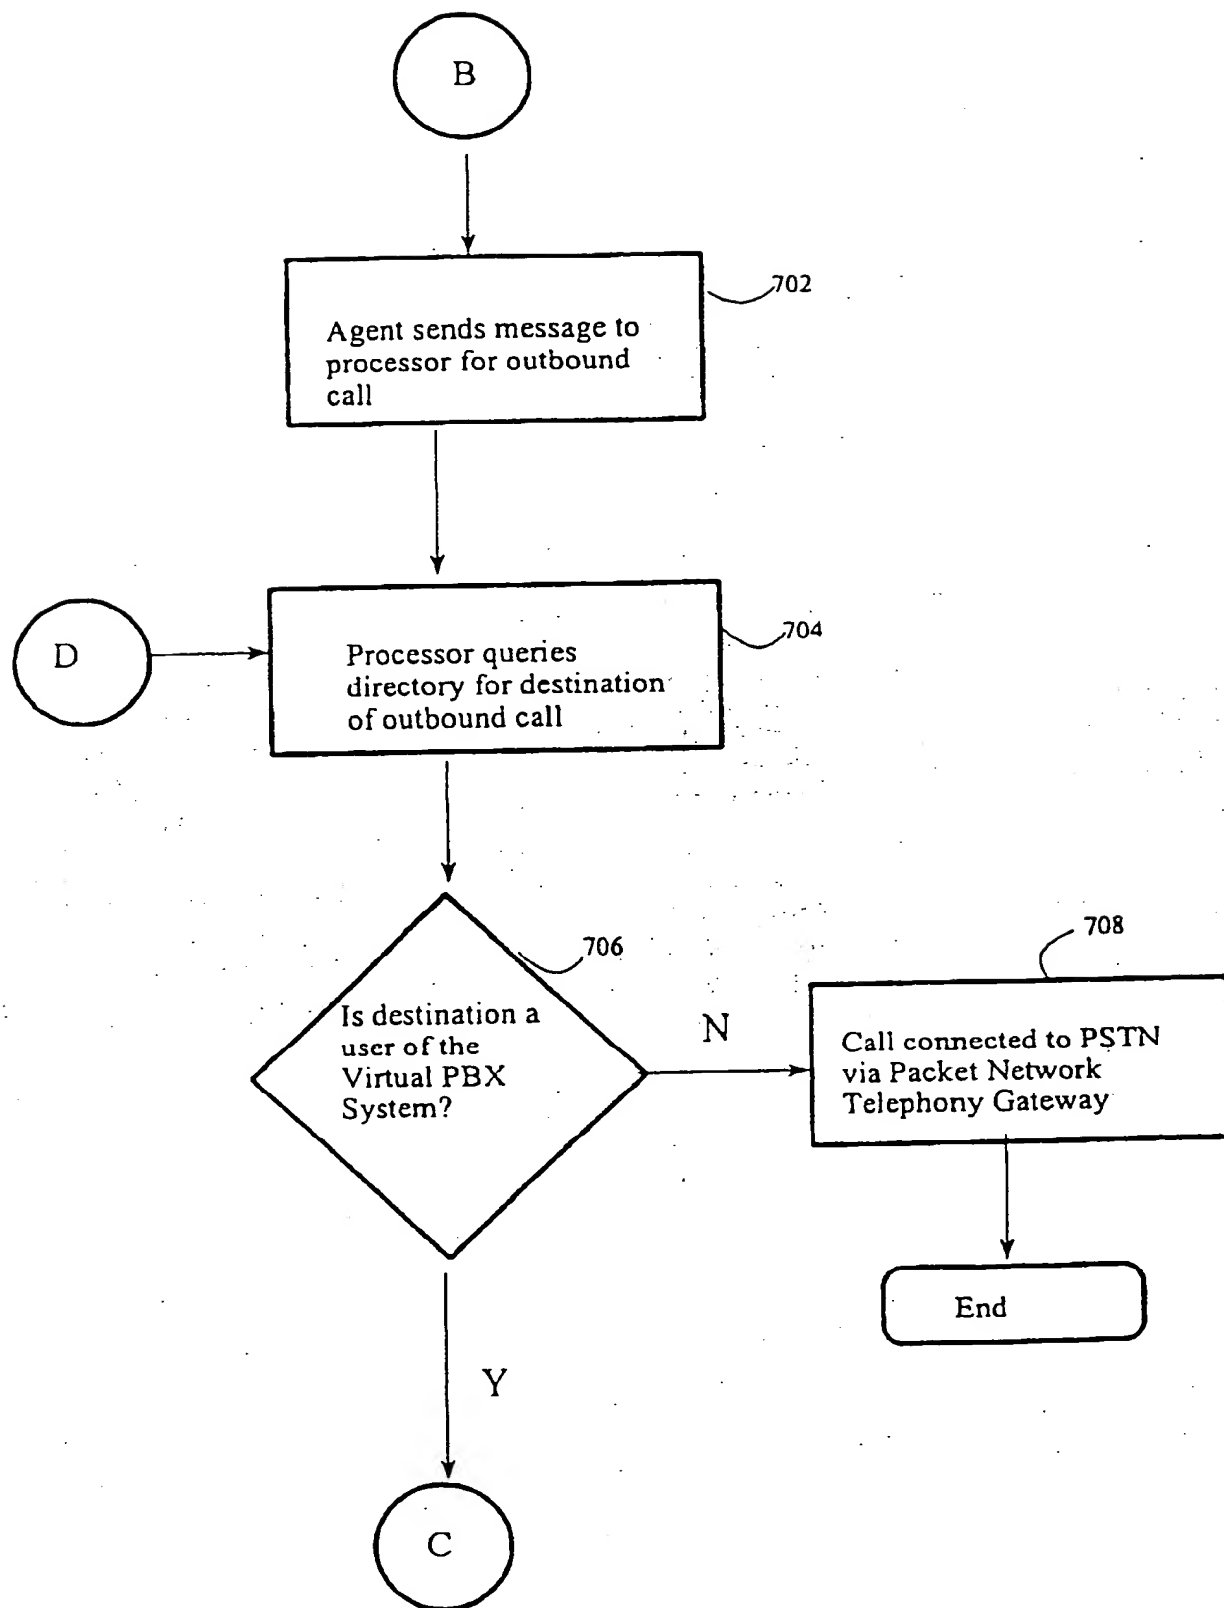 B
702
Agent sends message to
processor for outbound
call
D
704
Processor queries
directory for destination
of outbound call
706
708
Is destination a
user of the
Virtual PBX
System?
N
Call connected to PSTN
via Packet Network
Telephony Gateway
End
Y
C